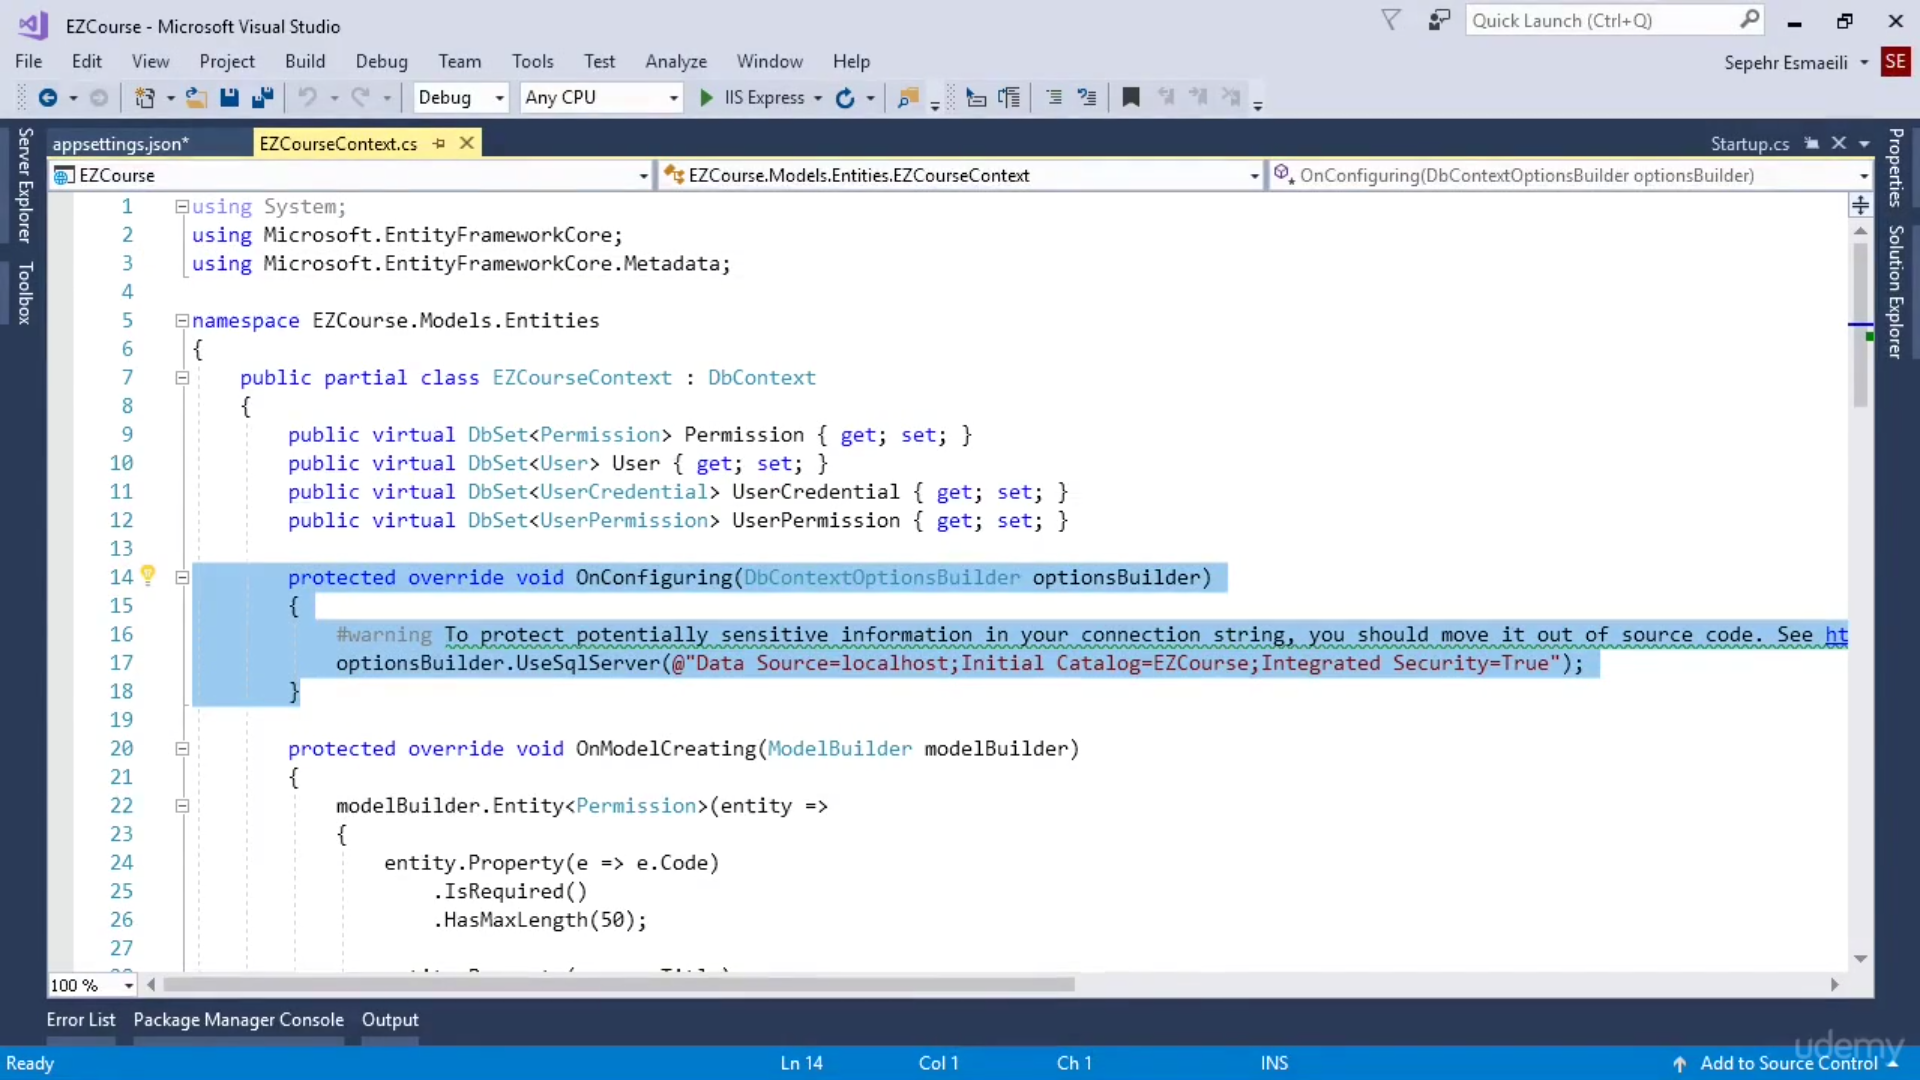 EZCourse - Microsoft Visual Studio
Quick Launch (Ctrl+Q)
File Edit View Project Build Debug Team Tools Test Analyze Window Help
Sepehr Esmaeili SE
Debug Any CPU IIS Express
Server Explorer
Toolbox
appsettings.json* EZCourseContext.cs Startup.cs
Properties
Solution Explorer
EZCourse EZCourse.Models.Entities.EZCourseContext OnConfiguring(DbContextOptionsBuilder optionsBuilder)
1 using System;
2 using Microsoft.EntityFrameworkCore;
3 using Microsoft.EntityFrameworkCore.Metadata;
4
5 namespace EZCourse.Models.Entities
6 {
7 public partial class EZCourseContext : DbContext
8 {
9 public virtual DbSet<Permission> Permission { get; set; }
10 public virtual DbSet<User> User { get; set; }
11 public virtual DbSet<UserCredential> UserCredential { get; set; }
12 public virtual DbSet<UserPermission> UserPermission { get; set; }
13
14 protected override void OnConfiguring(DbContextOptionsBuilder optionsBuilder)
15 {
16 #warning To protect potentially sensitive information in your connection string, you should move it out of source code. See ht
17 optionsBuilder.UseSqlServer(@"Data Source=localhost;Initial Catalog=EZCourse;Integrated Security=True");
18 }
19
20 protected override void OnModelCreating(ModelBuilder modelBuilder)
21 {
22 modelBuilder.Entity<Permission>(entity =>
23 {
24 entity.Property(e => e.Code)
25 .IsRequired()
26 .HasMaxLength(50);
27
100 %
Error List Package Manager Console Output
Ready Ln 14 Col 1 Ch 1 INS Add to Source Control
udemy